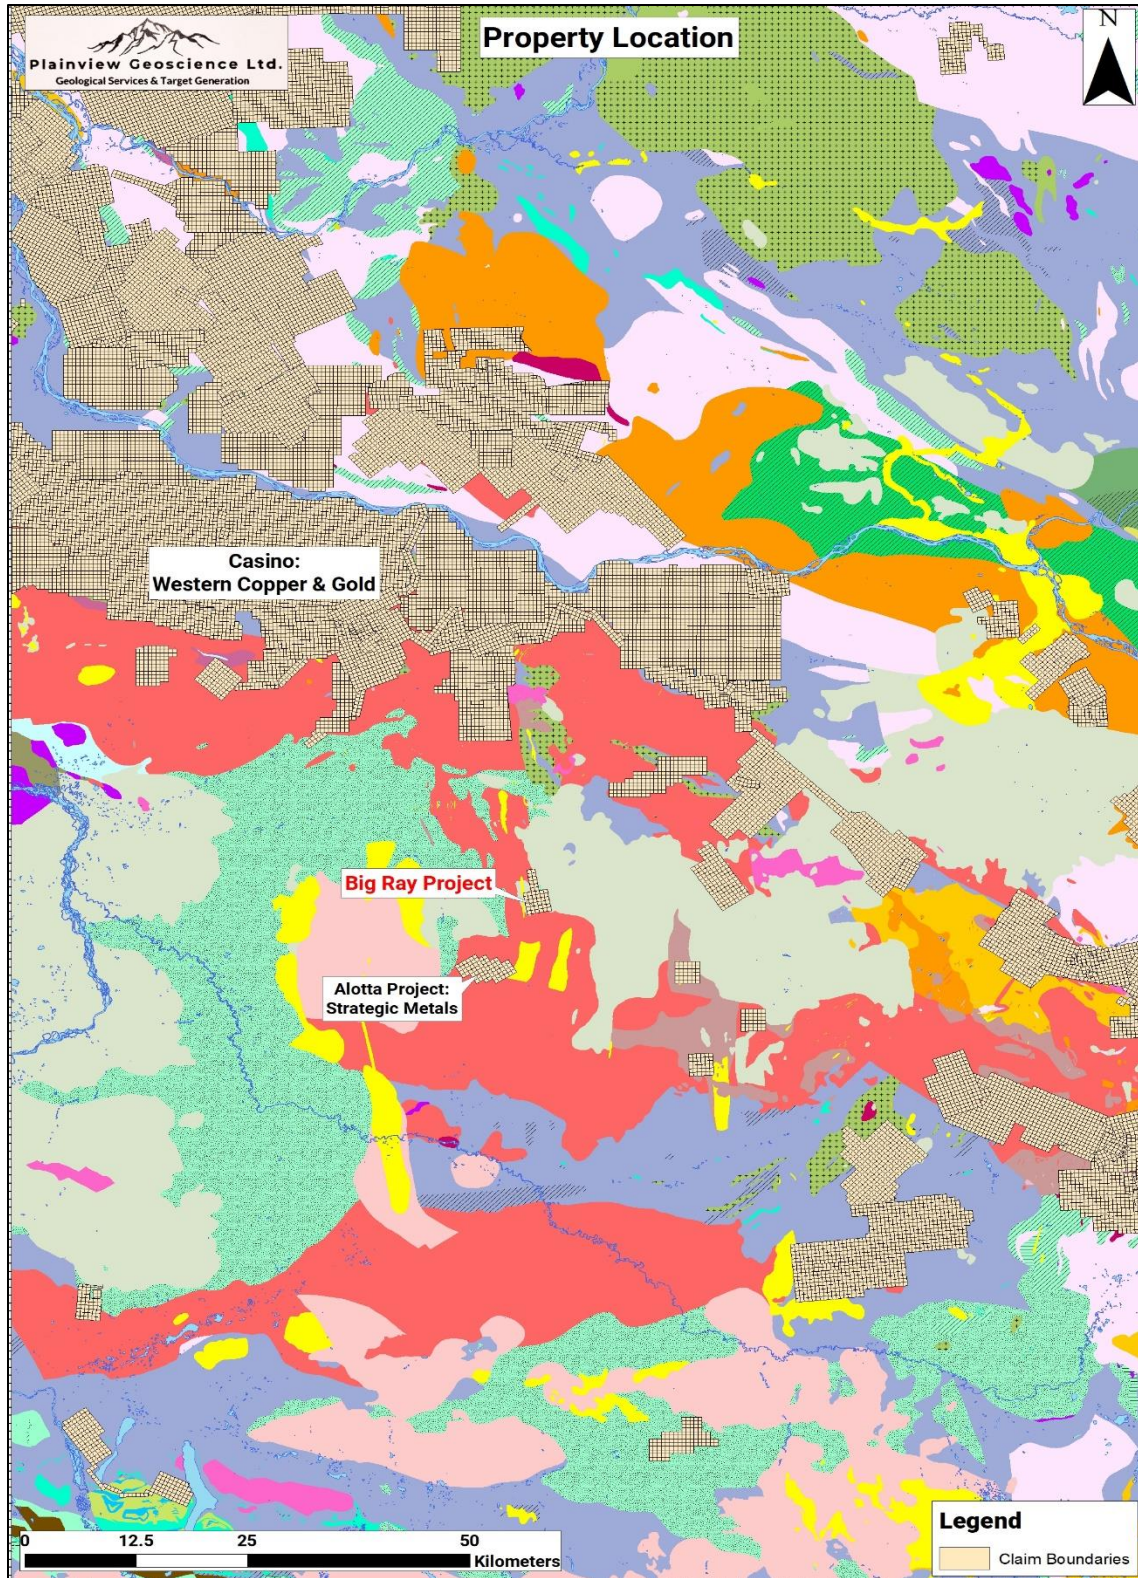 Property Location
N
Plainview Geoscience Ltd.
Geological Services & Target Generation
Casino:
Western Copper & Gold
Big Ray Project
Alotta Project:
Strategic Metals
Legend
Claim Boundaries
0 12.5 25 50
Kilometers